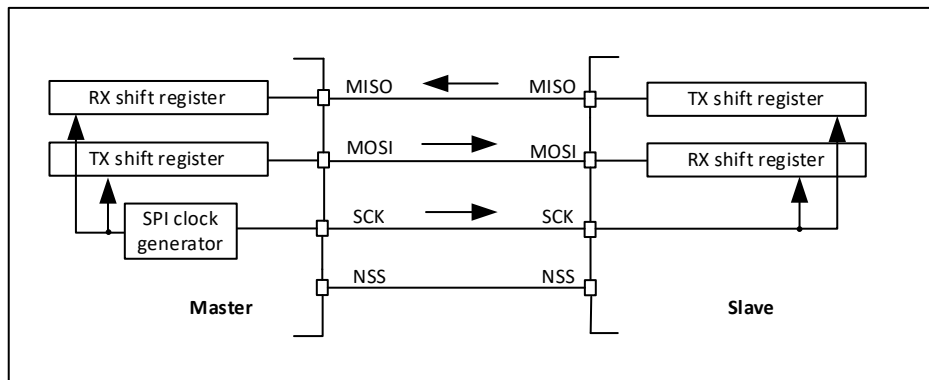 RX shift register
MISO
MISO
TX shift register
TX shift register
MOSI
MOSI
RX shift register
SPI clock
generator
SCK
SCK
NSS
NSS
Master
Slave